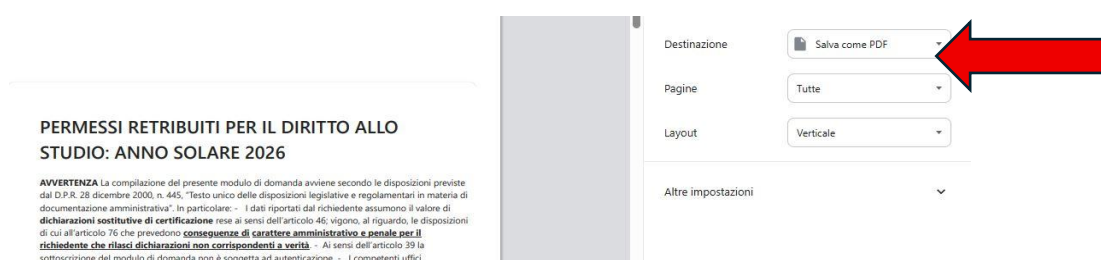 PERMESSI RETRIBUITI PER IL DIRITTO ALLO
STUDIO: ANNO SOLARE 2026
AVVERTENZA La compilazione del presente modulo di domanda avviene secondo le disposizioni previste
dal D.P.R. 28 dicembre 2000, n. 445, "Testo unico delle disposizioni legislative e regolamentari in materia di
documentazione amministrativa". In particolare: - I dati riportati dal richiedente assumono il valore di
dichiarazioni sostitutive di certificazione rese ai sensi dell'articolo 46; vigono, al riguardo, le disposizioni
di cui all'articolo 76 che prevedono conseguenze di carattere amministrativo e penale per il
richiedente che rilasci dichiarazioni non corrispondenti a verità. - Ai sensi dell'articolo 39 la
sottoscrizione del modulo di domanda non è soggetta ad autenticazione. - I competenti uffici
Destinazione
Salva come PDF
Pagine
Tutte
Layout
Verticale
Altre impostazioni